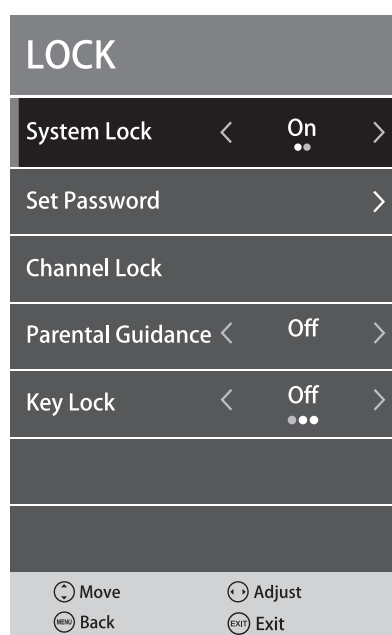 LOCK
System Lock < On >
Set Password >
Channel Lock
Parental Guidance < Off >
Key Lock < Off >
Move Adjust
MENU Back EXIT Exit